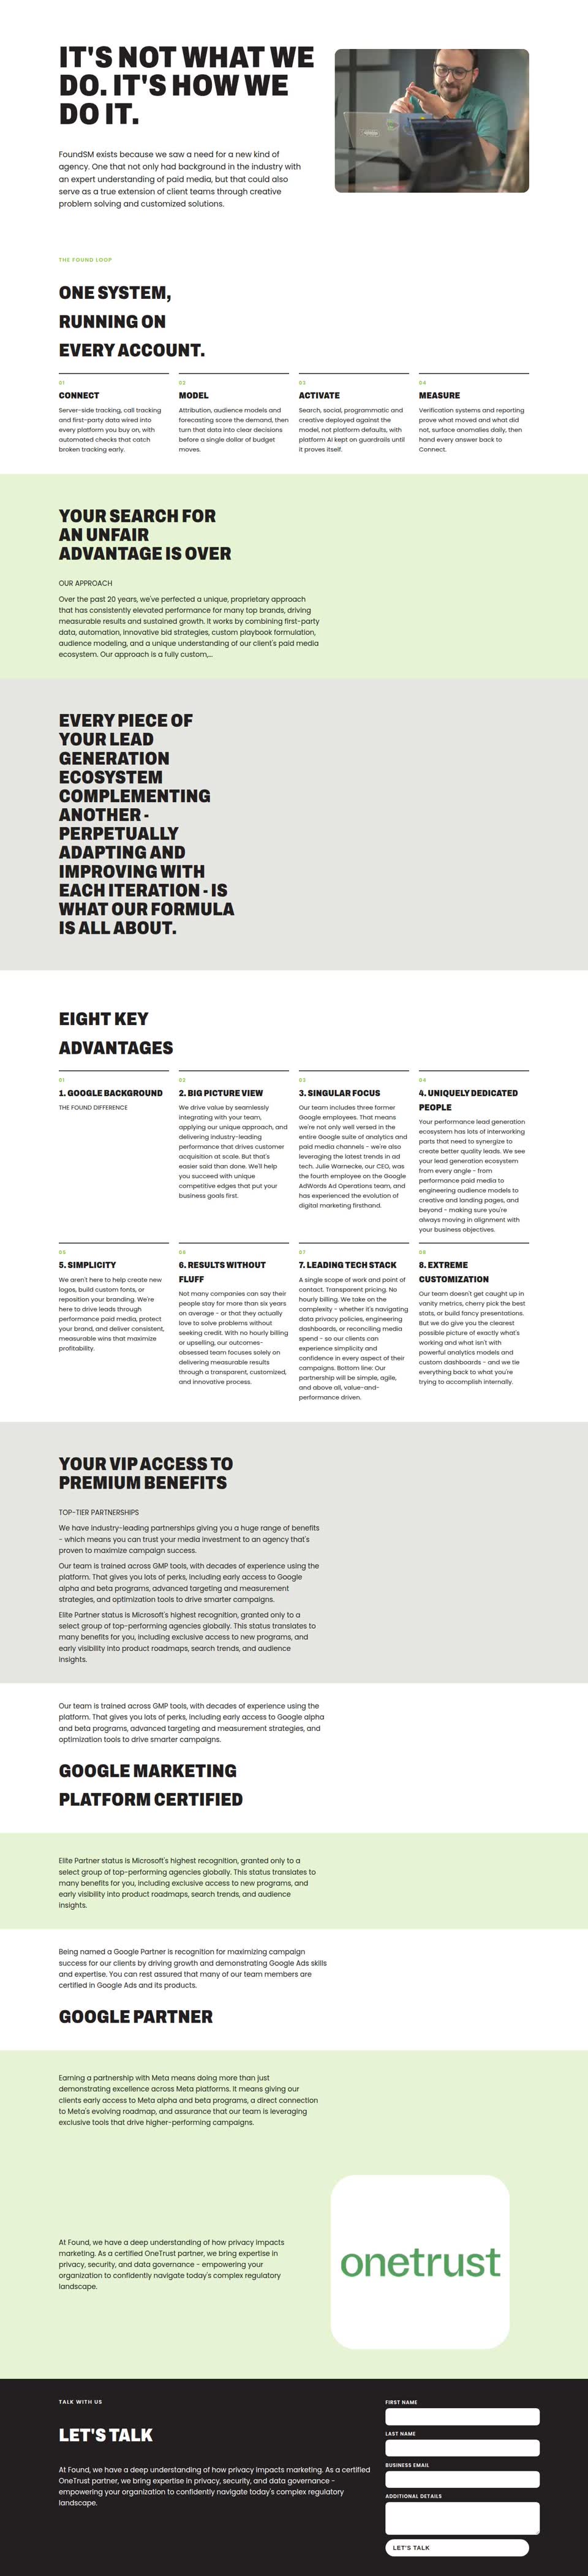 IT'S NOT WHAT WE
DO. IT'S HOW WE
DO IT.
FoundSM exists because we saw a need for a new kind of
agency. One that not only had background in the industry with
an expert understanding of paid media, but that could also
serve as a true extension of client teams through creative
problem solving and customized solutions.
THE FOUND LOOP
ONE SYSTEM,
RUNNING ON
EVERY ACCOUNT.
01
CONNECT
Server-side tracking, call tracking
and first-party data wired into
every platform you buy on, with
automated checks that catch
broken tracking early.
02
MODEL
Attribution, audience models and
forecasting score the demand, then
turn that data into clear decisions
before a single dollar of budget
moves.
03
ACTIVATE
Search, social, programmatic and
creative deployed against the
model, not platform defaults, with
platform AI kept on guardrails until
it proves itself.
04
MEASURE
Verification systems and reporting
prove what moved and what did
not, surface anomalies daily, then
hand every answer back to
Connect.
YOUR SEARCH FOR
AN UNFAIR
ADVANTAGE IS OVER
OUR APPROACH
Over the past 20 years, we've perfected a unique, proprietary approach
that has consistently elevated performance for many top brands, driving
measurable results and sustained growth. It works by combining first-party
data, automation, innovative bid strategies, custom playbook formulation,
audience modeling, and a unique understanding of our client's paid media
ecosystem. Our approach is a fully custom,...
EVERY PIECE OF
YOUR LEAD
GENERATION
ECOSYSTEM
COMPLEMENTING
ANOTHER -
PERPETUALLY
ADAPTING AND
IMPROVING WITH
EACH ITERATION - IS
WHAT OUR FORMULA
IS ALL ABOUT.
EIGHT KEY
ADVANTAGES
01
1. GOOGLE BACKGROUND
THE FOUND DIFFERENCE
02
2. BIG PICTURE VIEW
We drive value by seamlessly
integrating with your team,
applying our unique approach, and
delivering industry-leading
performance that drives customer
acquisition at scale. But that's
easier said than done. We'll help
you succeed with unique
competitive edges that put your
business goals first.
03
3. SINGULAR FOCUS
Our team includes three former
Google employees. That means
we're not only well versed in the
entire Google suite of analytics and
paid media channels - we're also
leveraging the latest trends in ad
tech. Julie Warnecke, our CEO, was
the fourth employee on the Google
AdWords Ad Operations team, and
has experienced the evolution of
digital marketing firsthand.
04
4. UNIQUELY DEDICATED
PEOPLE
Your performance lead generation
ecosystem has lots of interworking
parts that need to synergize to
create better quality leads. We see
your lead generation ecosystem
from every angle - from
performance paid media to
engineering audience models to
creative and landing pages, and
beyond - making sure you're
always moving in alignment with
your business objectives.
05
5. SIMPLICITY
We aren't here to help create new
logos, build custom fonts, or
reposition your branding. We're
here to drive leads through
performance paid media, protect
your brand, and deliver consistent,
measurable wins that maximize
profitability.
06
6. RESULTS WITHOUT
FLUFF
Not many companies can say their
people stay for more than six years
on average - or that they actually
love to solve problems without
seeking credit. With no hourly billing
or upselling, our outcomes-
obsessed team focuses solely on
delivering measurable results
through a transparent, customized,
and innovative process.
07
7. LEADING TECH STACK
A single scope of work and point of
contact. Transparent pricing. No
hourly billing. We take on the
complexity - whether it's navigating
data privacy policies, engineering
dashboards, or reconciling media
spend - so our clients can
experience simplicity and
confidence in every aspect of their
campaigns. Bottom line: Our
partnership will be simple, agile,
and above all, value-and-
performance driven.
08
8. EXTREME
CUSTOMIZATION
Our team doesn't get caught up in
vanity metrics, cherry pick the best
stats, or build fancy presentations.
But we do give you the clearest
possible picture of exactly what's
working and what isn't with
powerful analytics models and
custom dashboards - and we tie
everything back to what you're
trying to accomplish internally.
YOUR VIP ACCESS TO
PREMIUM BENEFITS
TOP-TIER PARTNERSHIPS
We have industry-leading partnerships giving you a huge range of benefits
- which means you can trust your media investment to an agency that's
proven to maximize campaign success.
Our team is trained across GMP tools, with decades of experience using the
platform. That gives you lots of perks, including early access to Google
alpha and beta programs, advanced targeting and measurement
strategies, and optimization tools to drive smarter campaigns.
Elite Partner status is Microsoft's highest recognition, granted only to a
select group of top-performing agencies globally. This status translates to
many benefits for you, including exclusive access to new programs, and
early visibility into product roadmaps, search trends, and audience
insights.
Our team is trained across GMP tools, with decades of experience using the
platform. That gives you lots of perks, including early access to Google alpha
and beta programs, advanced targeting and measurement strategies, and
optimization tools to drive smarter campaigns.
GOOGLE MARKETING
PLATFORM CERTIFIED
Elite Partner status is Microsoft's highest recognition, granted only to a
select group of top-performing agencies globally. This status translates to
many benefits for you, including exclusive access to new programs, and
early visibility into product roadmaps, search trends, and audience
insights.
Being named a Google Partner is recognition for maximizing campaign
success for our clients by driving growth and demonstrating Google Ads skills
and expertise. You can rest assured that many of our team members are
certified in Google Ads and its products.
GOOGLE PARTNER
Earning a partnership with Meta means doing more than just
demonstrating excellence across Meta platforms. It means giving our
clients early access to Meta alpha and beta programs, a direct connection
to Meta's evolving roadmap, and assurance that our team is leveraging
exclusive tools that drive higher-performing campaigns.
At Found, we have a deep understanding of how privacy impacts
marketing. As a certified OneTrust partner, we bring expertise in
privacy, security, and data governance - empowering your
organization to confidently navigate today's complex regulatory
landscape.
onetrust
TALK WITH US
LET'S TALK
At Found, we have a deep understanding of how privacy impacts marketing. As a certified
OneTrust partner, we bring expertise in privacy, security, and data governance -
empowering your organization to confidently navigate today's complex regulatory
landscape.
FIRST NAME
LAST NAME
BUSINESS EMAIL
ADDITIONAL DETAILS
LET'S TALK